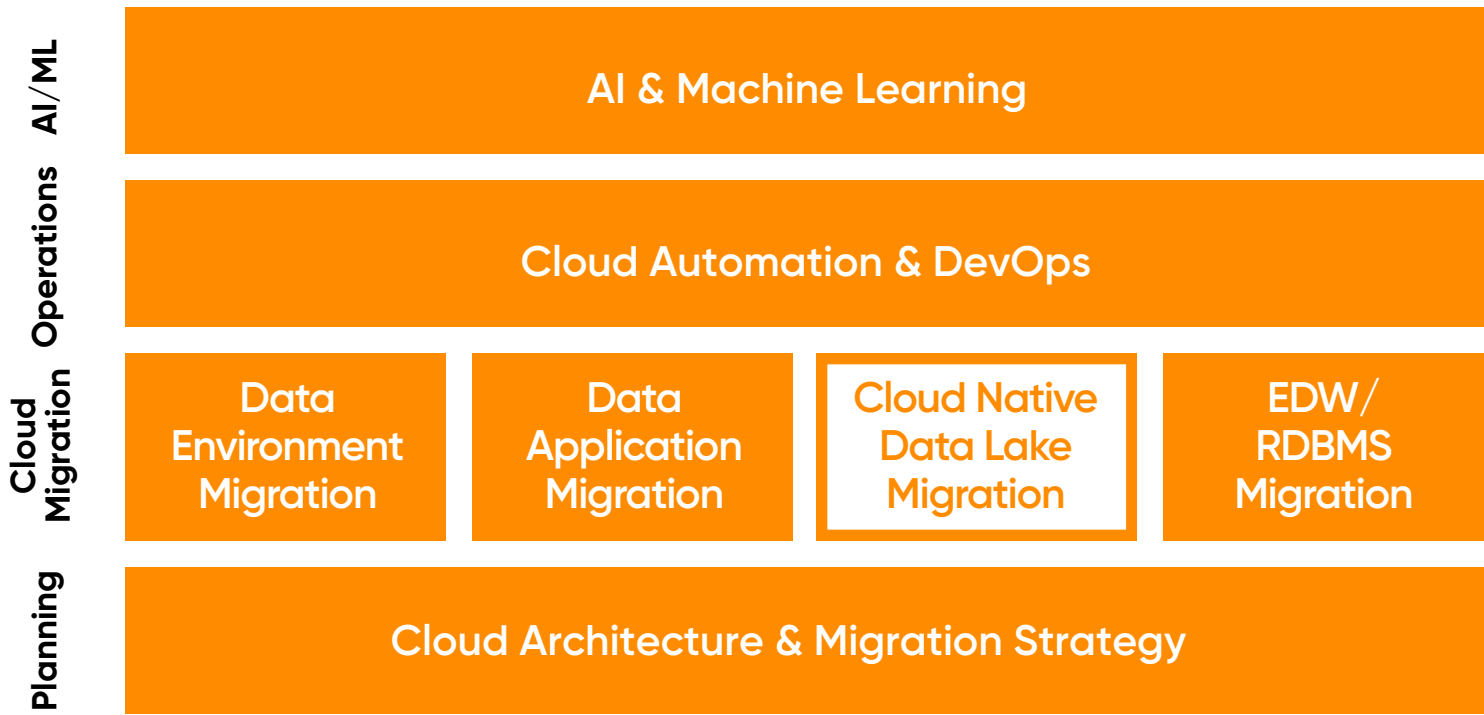 AI/ML
AI & Machine Learning
Operations
Cloud Automation & DevOps
Cloud
Migration
Data
Environment
Migration
Data
Application
Migration
Cloud Native
Data Lake
Migration
EDW/
RDBMS
Migration
Planning
Cloud Architecture & Migration Strategy